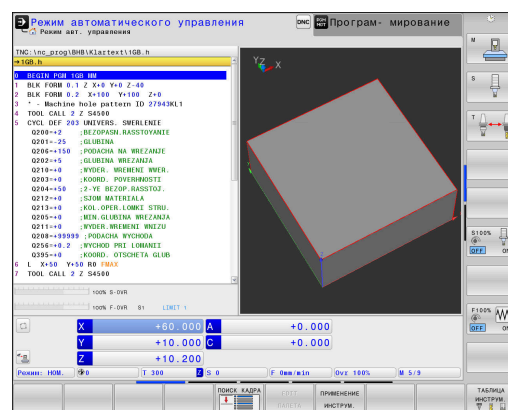 Режим автоматического управления
Режим авт. управления
DNC
Програм- мирование
TNC:\nc_prog\BHB\Klartext\1GB.h
→1GB.h
0 BEGIN PGM 1GB MM
1 BLK FORM 0.1 Z X+0 Y+0 Z-40
2 BLK FORM 0.2 X+100 Y+100 Z+0
3 * - Machine hole pattern ID 27943KL1
4 TOOL CALL 2 Z S4500
5 CYCL DEF 203 UNIVERS. SWERLENIE
Q200=+2 ;BEZOPASN.RASSTOYANIE
Q201=-25 ;GLUBINA
Q206=+150 ;PODACHA NA WREZANJE
Q202=+5 ;GLUBINA WREZANJA
Q210=+0 ;WYDER. WREMENI WWER.
Q203=+0 ;KOORD. POVERHNOSTI
Q204=+50 ;2-YE BEZOP.RASSTOJ.
Q212=+0 ;SJOM MATERIALA
Q213=+0 ;KOL.OPER.LOMKI STRU.
Q205=+0 ;MIN.GLUBINA WREZANJA
Q211=+0 ;WYDER.WREMENI WNIZU
Q208=+99999 ;PODACHA WYCHODA
Q256=+0.2 ;WYCHOD PRI LOMANII
Q395=+0 ;KOORD. OTSCHETA GLUB
6 L X+50 Y+50 R0 FMAX
7 TOOL CALL 2 Z S4500
Y Z X
100% S-OVR
100% F-OVR S1 LIMIT 1
X +60.000 A +0.000
Y +10.000 C +0.000
Z +10.200
Режим: НОМ. 0 T 300 Z S 0 F 0mm/min Ovr 100% M 5/9
M
S
T
S100%
OFF ON
F100%
OFF ON
ПОИСК КАДРА
ПРИМЕНЕНИЕ
ИНСТРУМ.
ТАБЛИЦА
ИНСТРУМ.